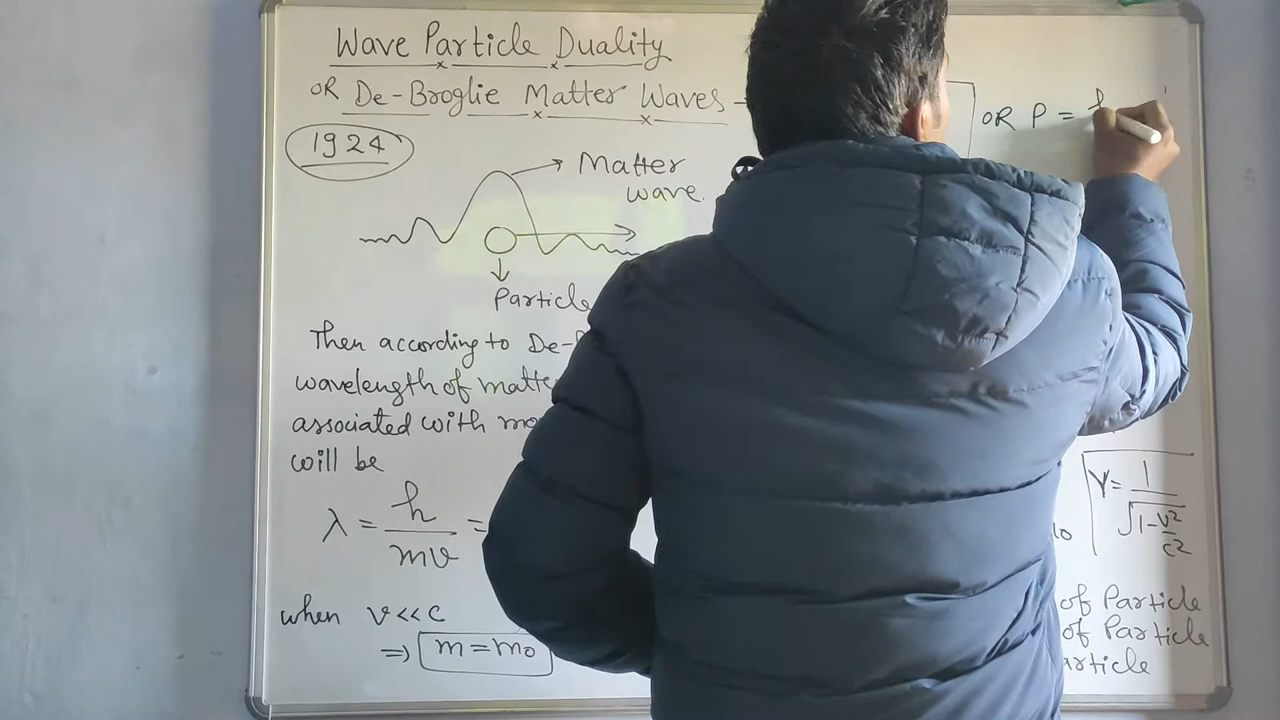 Wave Particle Duality
OR De-Broglie Matter Waves -
1924
Matter
wave.
Particle
Then according to De-
wavelength of matte
associated with mo
will be
λ = h/mv =
when v << c
=> m = m₀
OR P = h
γ = 1/√1-v²/c²
of Particle
of Particle
article